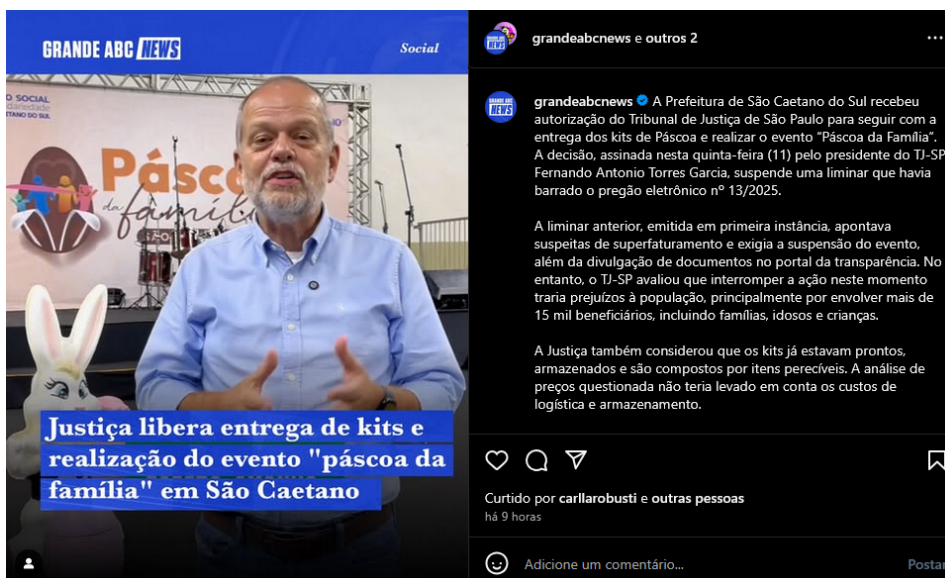 GRANDE ABC NEWS
Social
O SOCIAL
TANO DO SUL
Páscoa
da família
Justiça libera entrega de kits e
realização do evento "páscoa da
família" em São Caetano
grandeabcnews e outros 2
grandeabcnews A Prefeitura de São Caetano do Sul recebeu
autorização do Tribunal de Justiça de São Paulo para seguir com a
entrega dos kits de Páscoa e realizar o evento “Páscoa da Família”.
A decisão, assinada nesta quinta-feira (11) pelo presidente do TJ-SP
Fernando Antonio Torres Garcia, suspende uma liminar que havia
barrado o pregão eletrônico nº 13/2025.
A liminar anterior, emitida em primeira instância, apontava
suspeitas de superfaturamento e exigia a suspensão do evento,
além da divulgação de documentos no portal da transparência. No
entanto, o TJ-SP avaliou que interromper a ação neste momento
traria prejuízos à população, principalmente por envolver mais de
15 mil beneficiários, incluindo famílias, idosos e crianças.
A Justiça também considerou que os kits já estavam prontos,
armazenados e são compostos por itens perecíveis. A análise de
preços questionada não teria levado em conta os custos de
logística e armazenamento.
Curtido por carllarobusti e outras pessoas
há 9 horas
Adicione um comentário...
Postar